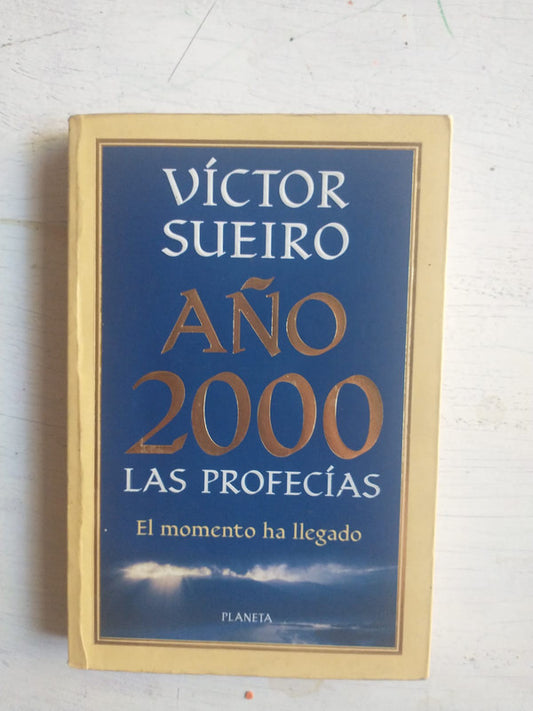 VÍCTOR
SUEIRO
AÑO
2000
LAS PROFECÍAS
El momento ha llegado
PLANETA